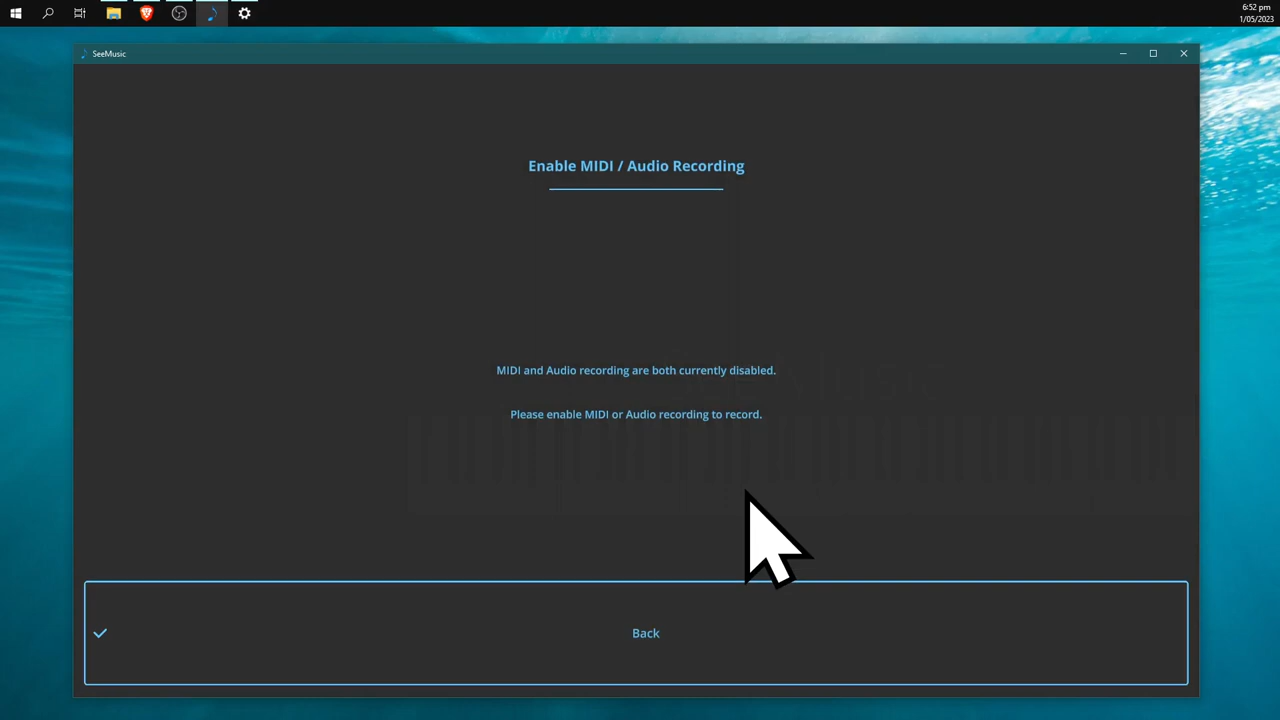 6:52 pm
1/05/2023
SeeMusic
Enable MIDI / Audio Recording
MIDI and Audio recording are both currently disabled.
Please enable MIDI or Audio recording to record.
Back